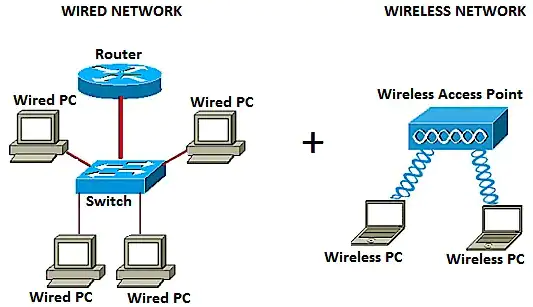 WIRED NETWORK
WIRELESS NETWORK
Router
Wired PC
Wired PC
Wireless Access Point
+
Switch
Wireless PC
Wireless PC
Wired PC
Wired PC